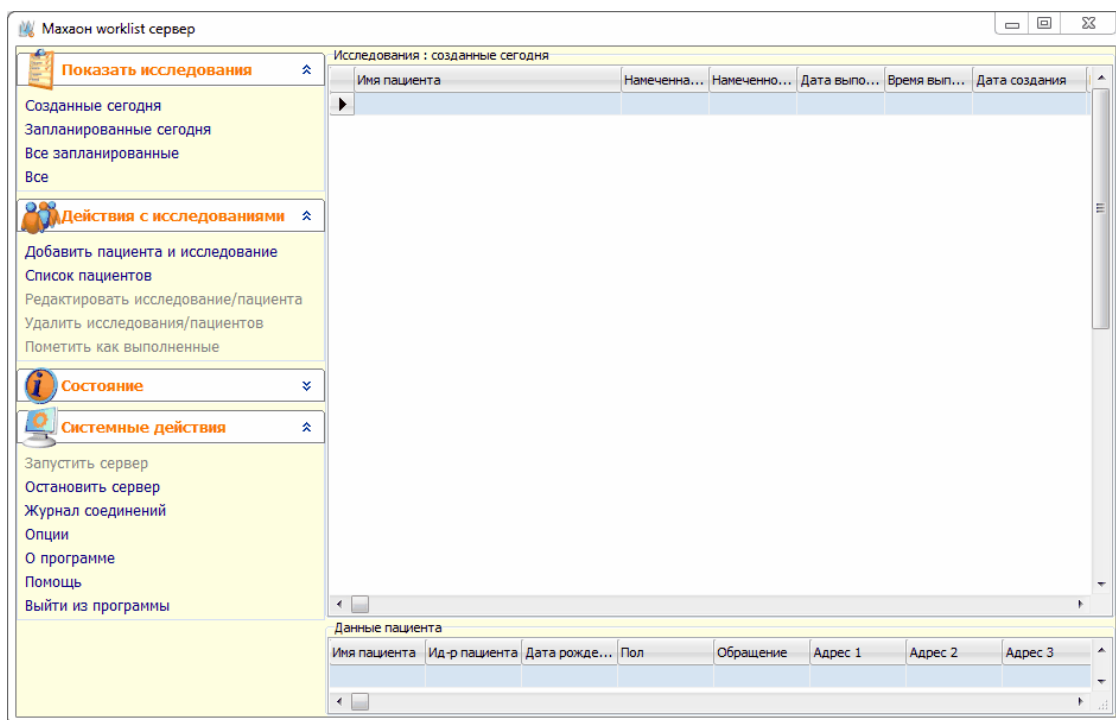 Махаон worklist сервер
Показать исследования
Созданные сегодня
Запланированные сегодня
Все запланированные
Все
Действия с исследованиями
Добавить пациента и исследование
Список пациентов
Редактировать исследование/пациента
Удалить исследования/пациентов
Пометить как выполненные
Состояние
Системные действия
Запустить сервер
Остановить сервер
Журнал соединений
Опции
О программе
Помощь
Выйти из программы
Исследования : созданные сегодня
Имя пациента Намеченна... Намеченно... Дата выпо... Время вып... Дата создания
Данные пациента
Имя пациента Ид-р пациента Дата рожде... Пол Обращение Адрес 1 Адрес 2 Адрес 3